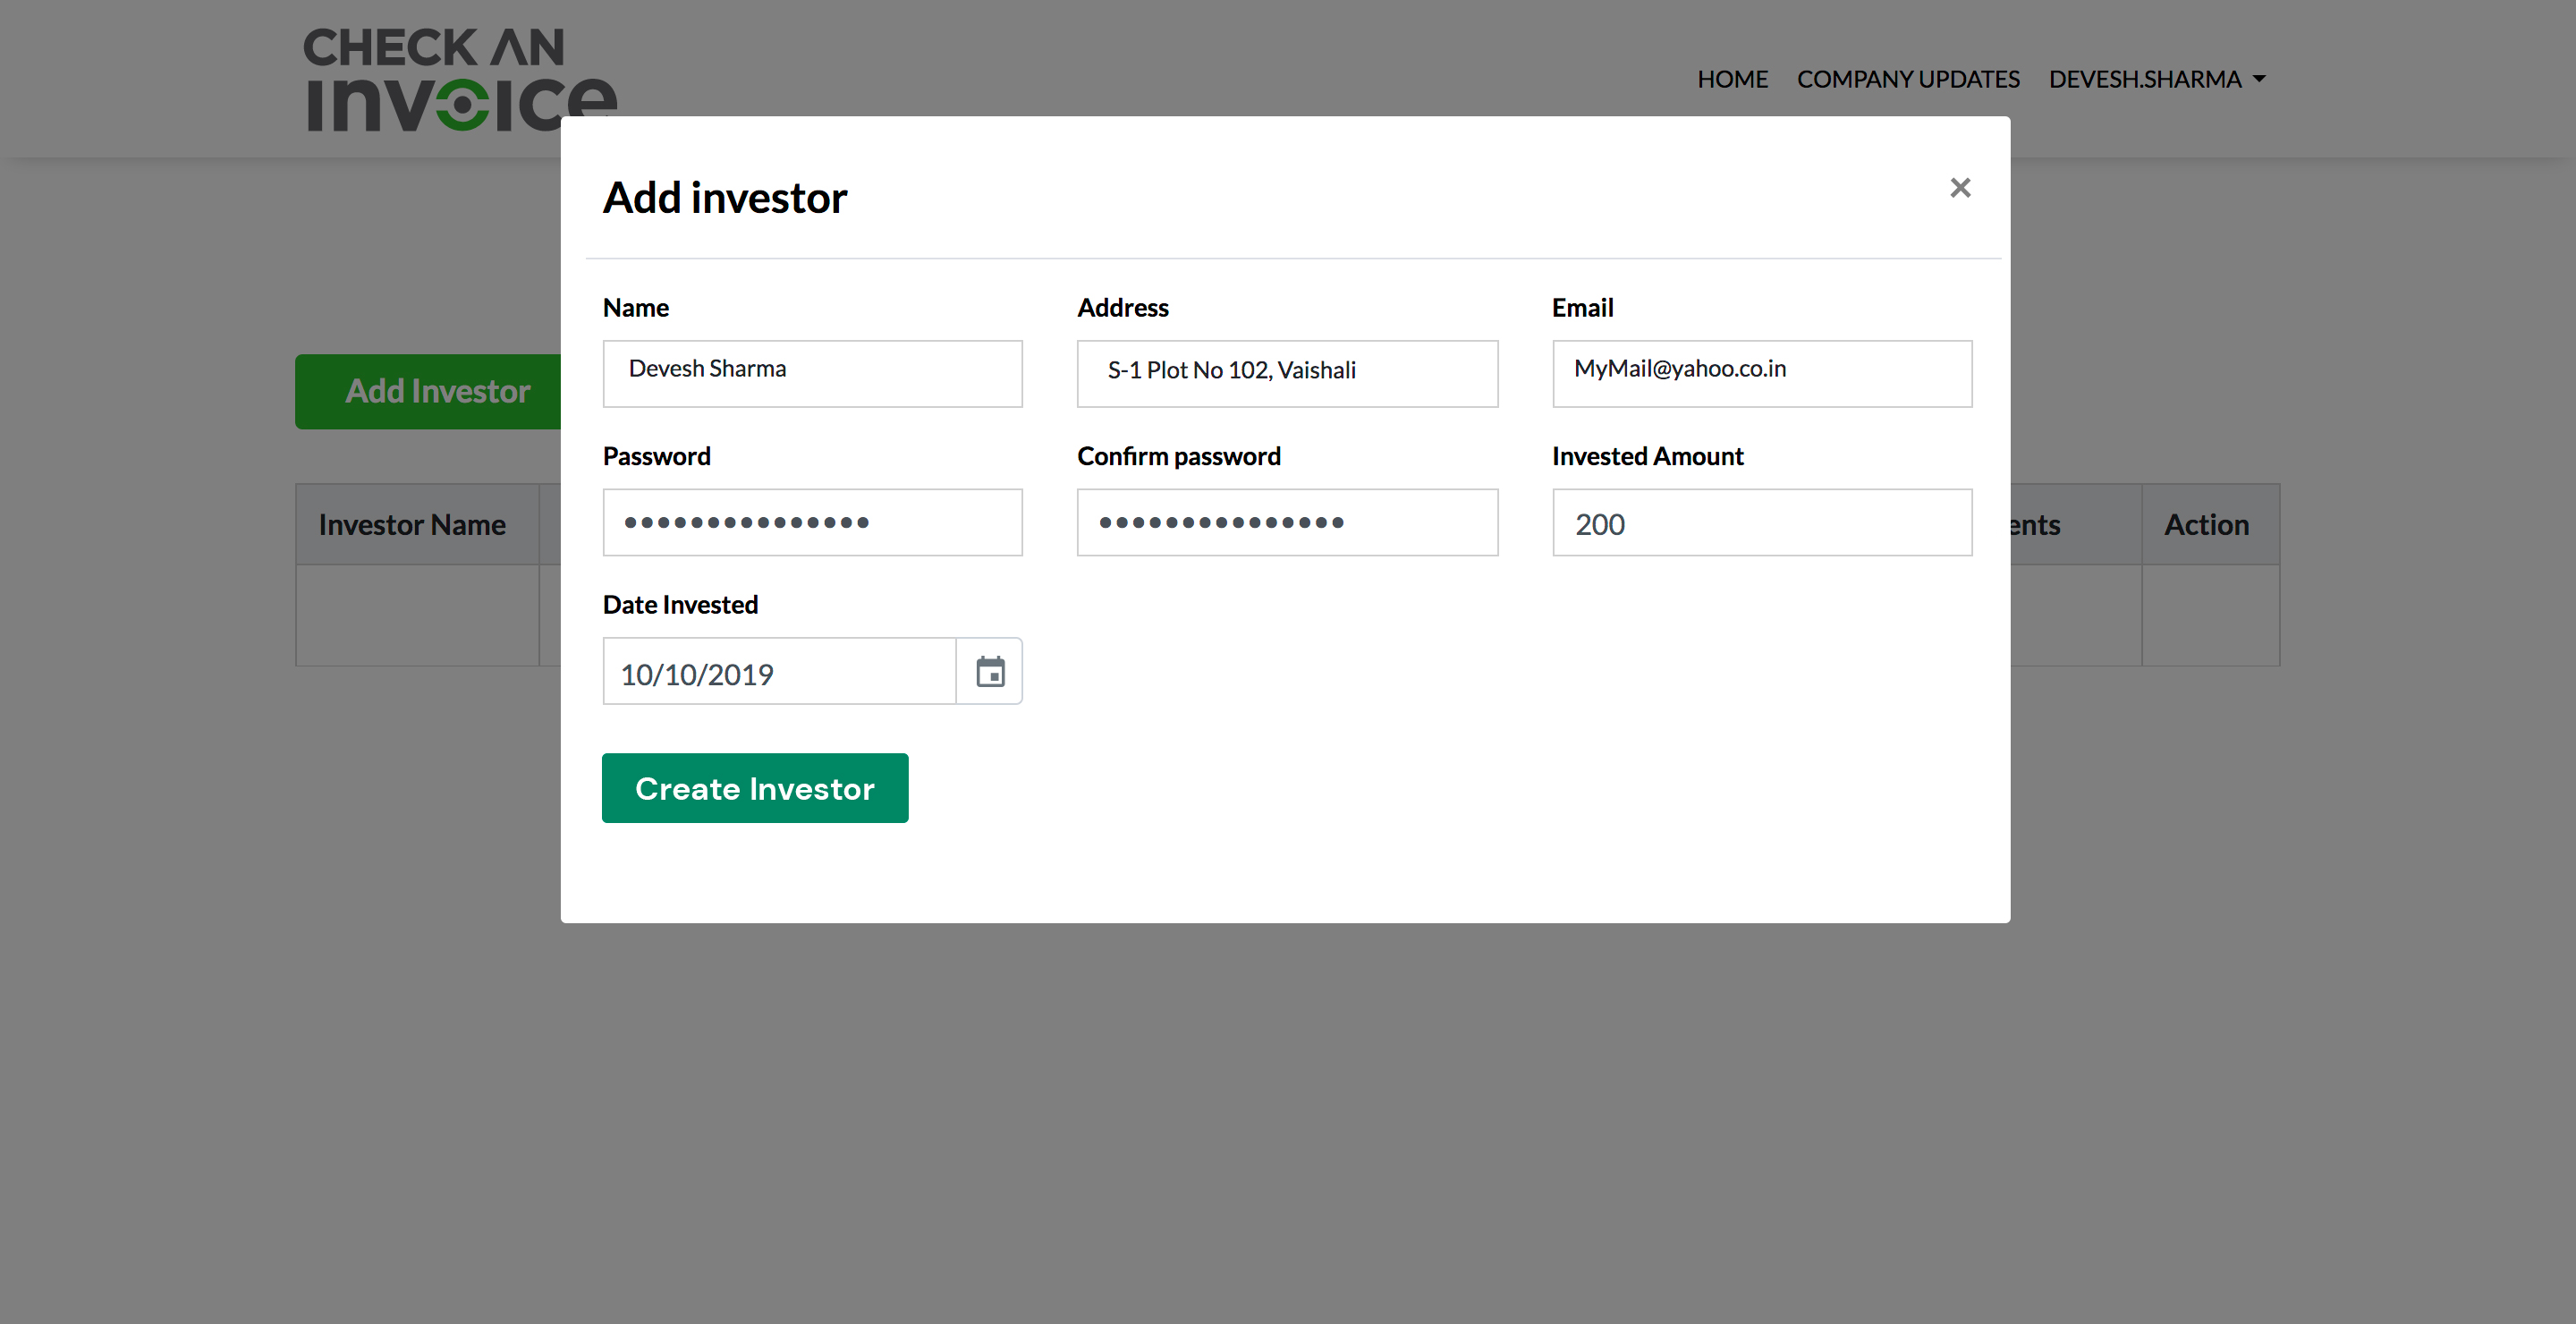 CHECK AN
invoice
HOME COMPANY UPDATES DEVESH.SHARMA
Add investor
×
Name Address Email
Devesh Sharma S-1 Plot No 102, Vaishali MyMail@yahoo.co.in
Add Investor
Password Confirm password Invested Amount
••••••••••••••• ••••••••••••••• 200
Investor Name ents Action
Date Invested
10/10/2019
Create Investor